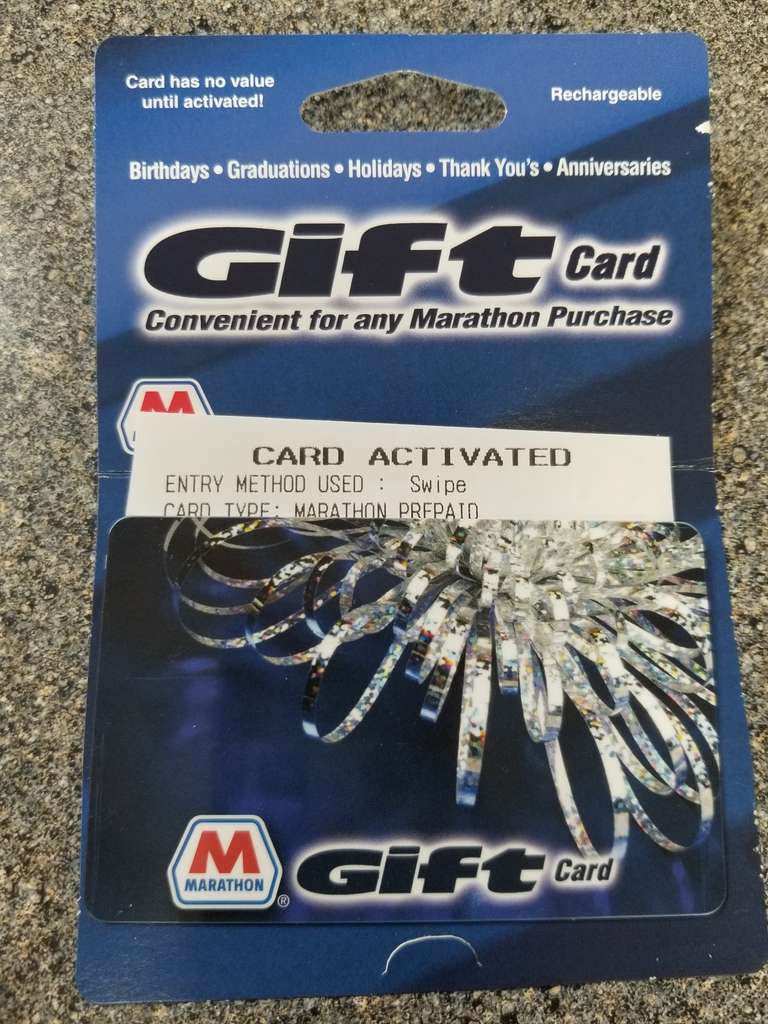 Card has no value
until activated!
Rechargeable
Birthdays • Graduations • Holidays • Thank You's • Anniversaries
Gift Card
Convenient for any Marathon Purchase
M
CARD ACTIVATED
ENTRY METHOD USED : Swipe
CARD TYPE: MARATHON PREPAID
M
MARATHON ®
Gift Card